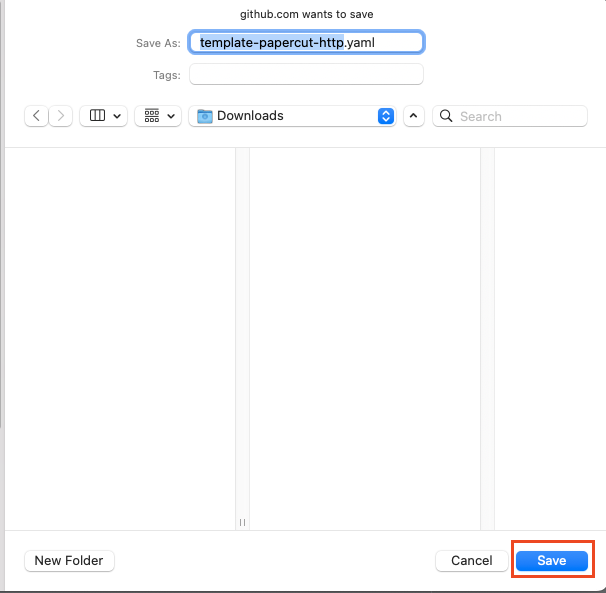 github.com wants to save
Save As: template-papercut-http.yaml
Tags:
Downloads
Search
New Folder
Cancel
Save